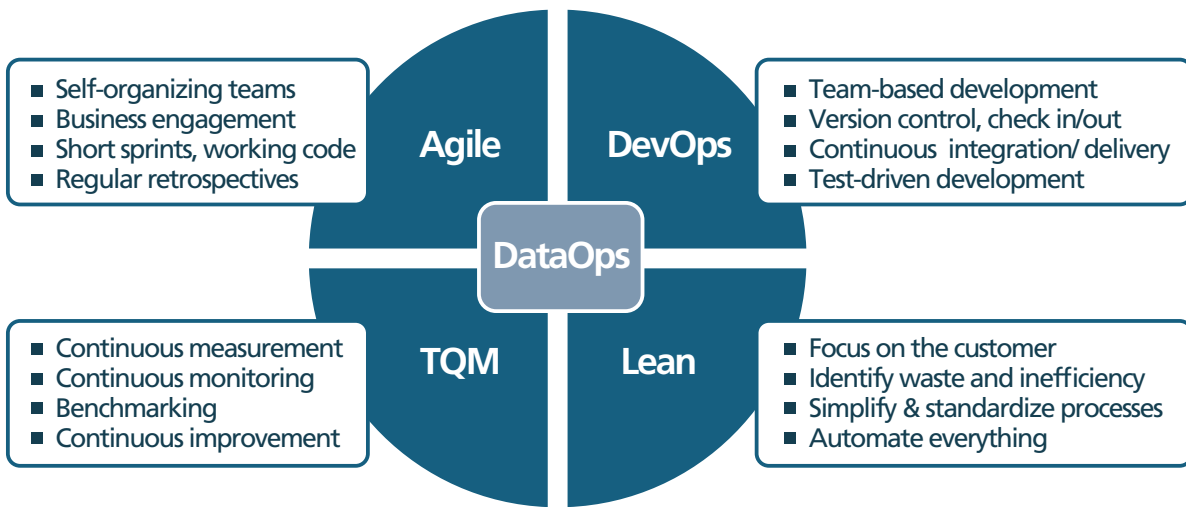 Agile
■ Self-organizing teams
■ Business engagement
■ Short sprints, working code
■ Regular retrospectives
DevOps
■ Team-based development
■ Version control, check in/out
■ Continuous integration/ delivery
■ Test-driven development
DataOps
TQM
■ Continuous measurement
■ Continuous monitoring
■ Benchmarking
■ Continuous improvement
Lean
■ Focus on the customer
■ Identify waste and inefficiency
■ Simplify & standardize processes
■ Automate everything